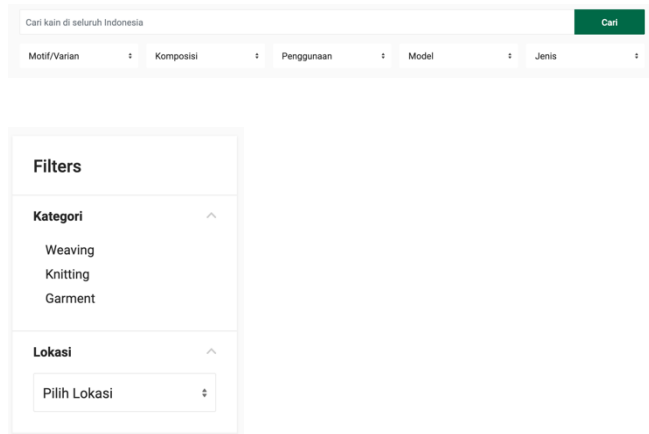 Cari kain di seluruh Indonesia Cari
Motif/Varian Komposisi Penggunaan Model Jenis
Filters
Kategori
Weaving
Knitting
Garment
Lokasi
Pilih Lokasi